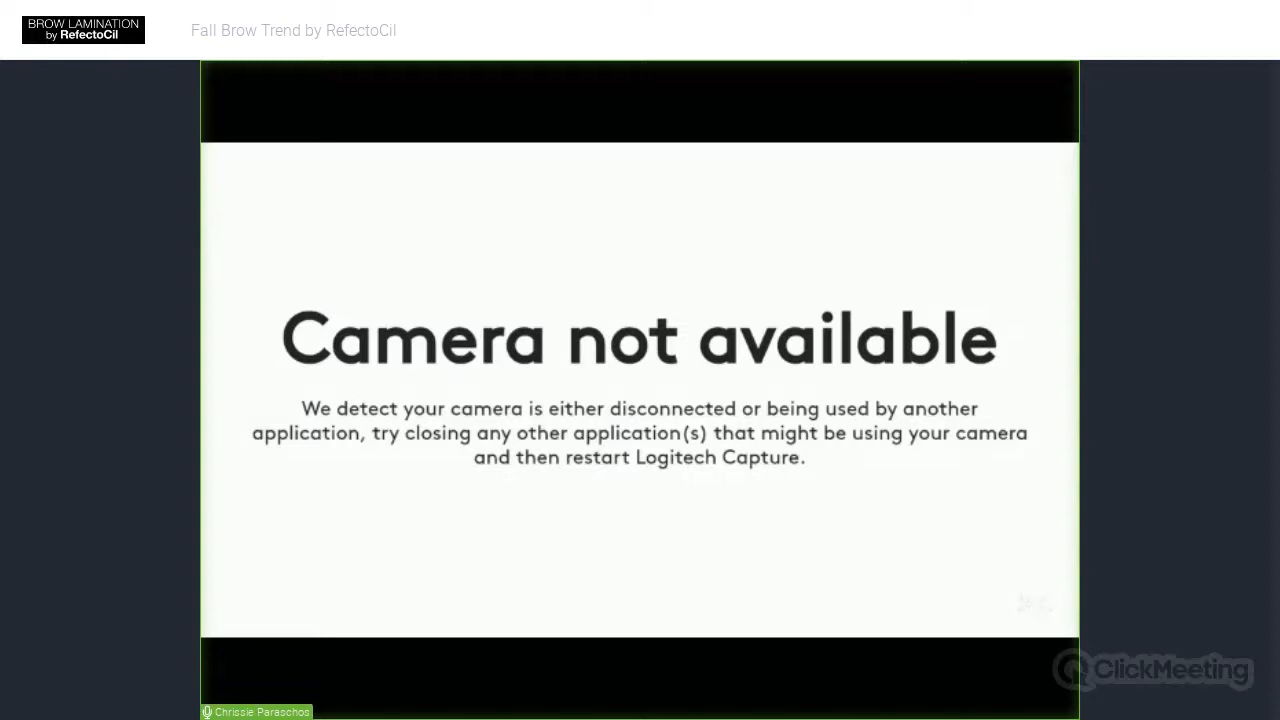 BROW LAMINATION
by RefectoCil
Fall Brow Trend by RefectoCil
Camera not available
We detect your camera is either disconnected or being used by another
application, try closing any other application(s) that might be using your camera
and then restart Logitech Capture.
ClickMeeting
Chrissie Paraschos